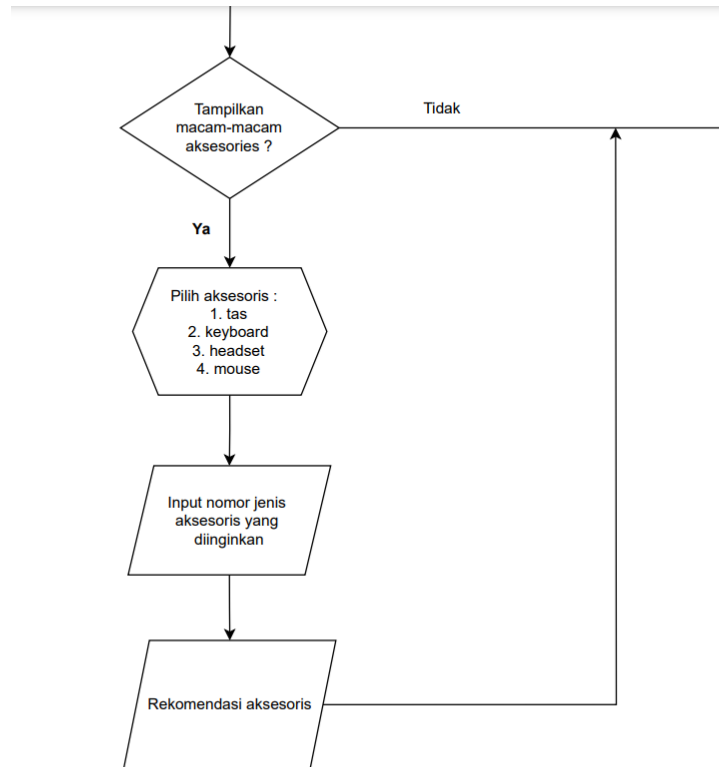 Tampilkan
macam-macam
aksesories ?
Tidak
Ya
Pilih aksesoris :
1. tas
2. keyboard
3. headset
4. mouse
Input nomor jenis
aksesoris yang
diinginkan
Rekomendasi aksesoris